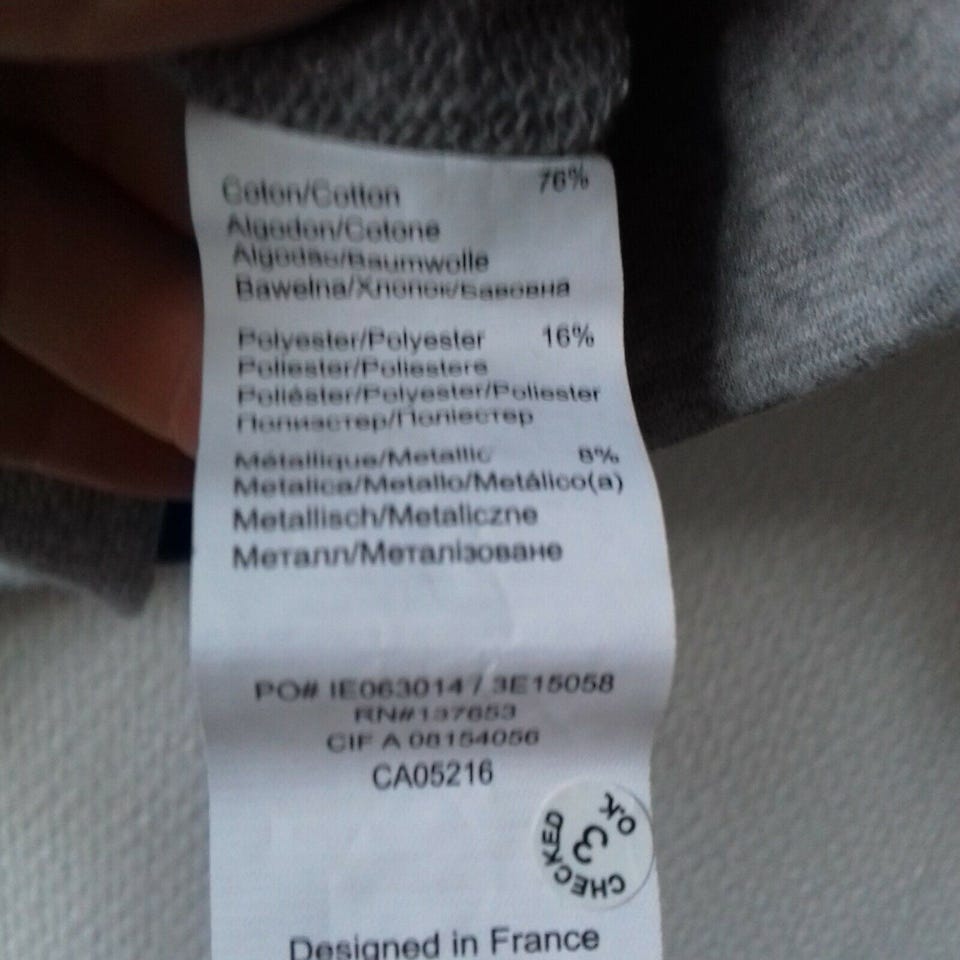 Coton/Cotton 76%
Algodon/Cotone
Algodao/Baumwolle
Bawelna/Хлопок/Бавовна
Polyester/Polyester 16%
Poliester/Poliestere
Poliéster/Polyester/Poliester
Полиэстер/Поліестер
Métallique/Metallic 8%
Metalica/Metallo/Metálico(a)
Metallisch/Metaliczne
Металл/Металізоване
PO# IE063014 / 3E15058
RN#137653
CIF A 08154056
CA05216
CHECKED
3
O.K
Designed in France